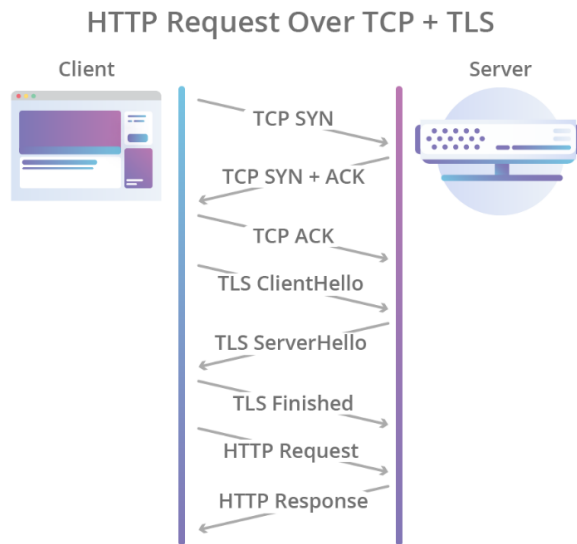 HTTP Request Over TCP + TLS
Client
Server
TCP SYN
TCP SYN + ACK
TCP ACK
TLS ClientHello
TLS ServerHello
TLS Finished
HTTP Request
HTTP Response